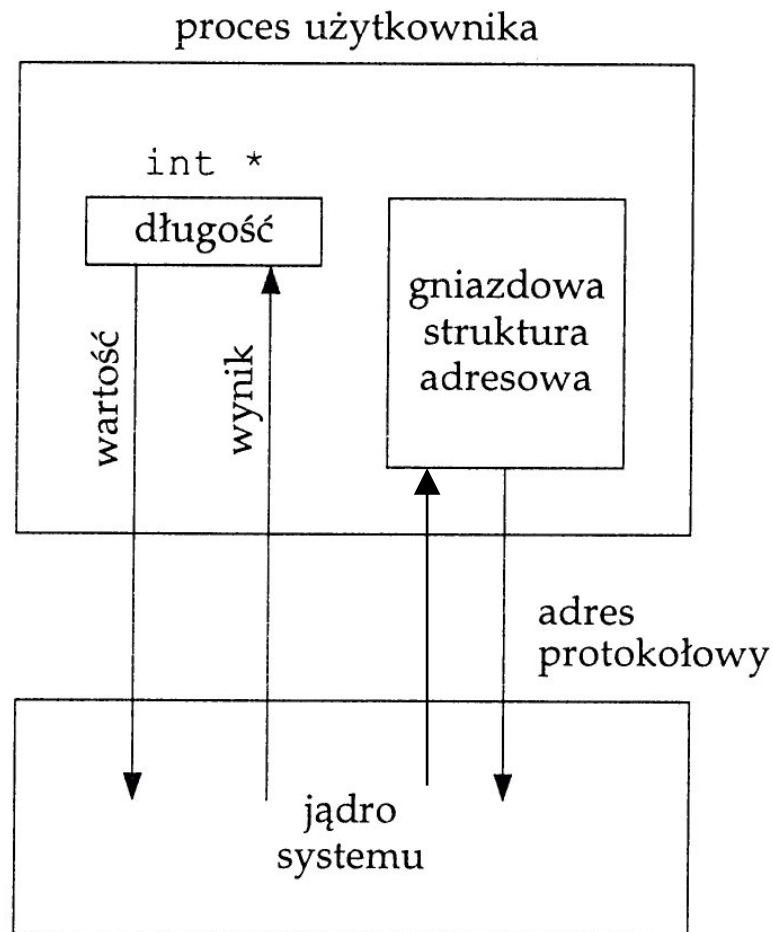 proces użytkownika
int *
długość
wartość
wynik
gniazdowa
struktura
adresowa
adres
protokołowy
jądro
systemu